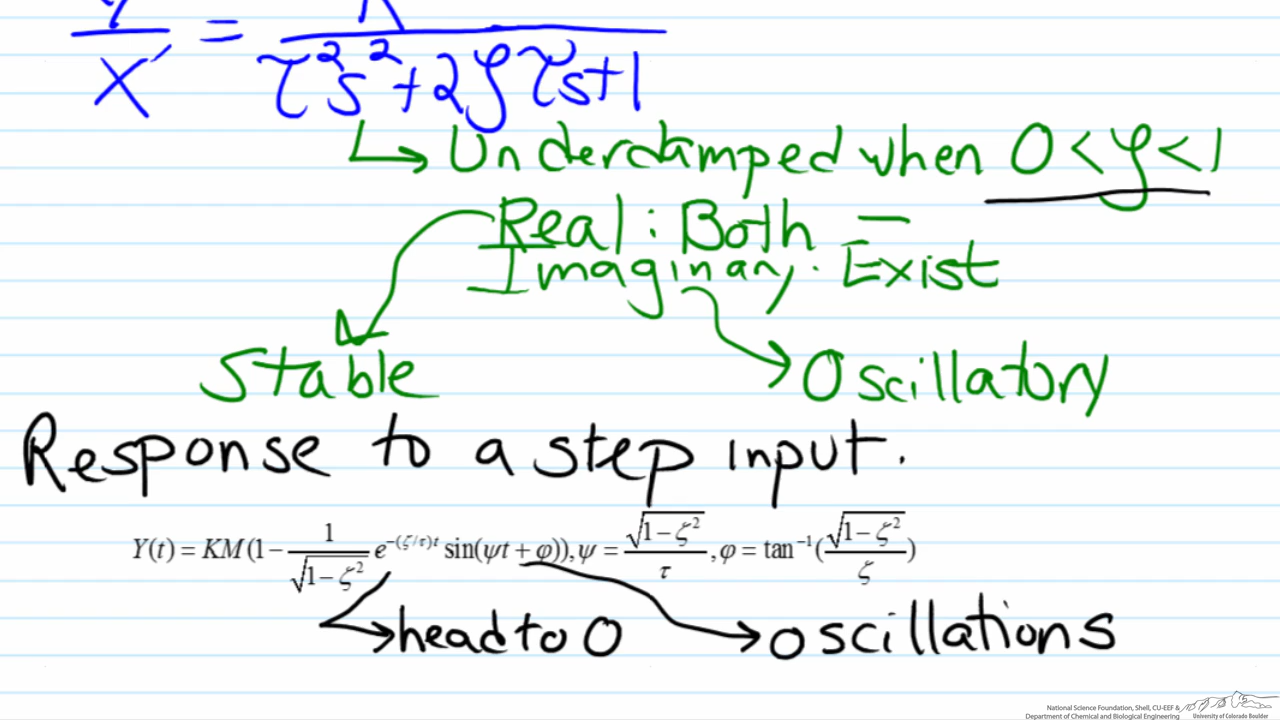 Y/X' = K/(τ²s²+2ζτs+1)
↳ Underdamped when 0<ζ<1
Real: Both −
Imaginary: Exist
Stable
Oscillatory
Response to a step input.
Y(t) = KM(1 − 1/√(1−ζ²) e^(−(ζ/τ)t) sin(ψt + φ)), ψ = √(1−ζ²)/τ, φ = tan⁻¹(√(1−ζ²)/ζ)
→ head to 0
→ oscillations
National Science Foundation, Shell, CU-EEF &
Department of Chemical and Biological Engineering
University of Colorado Boulder